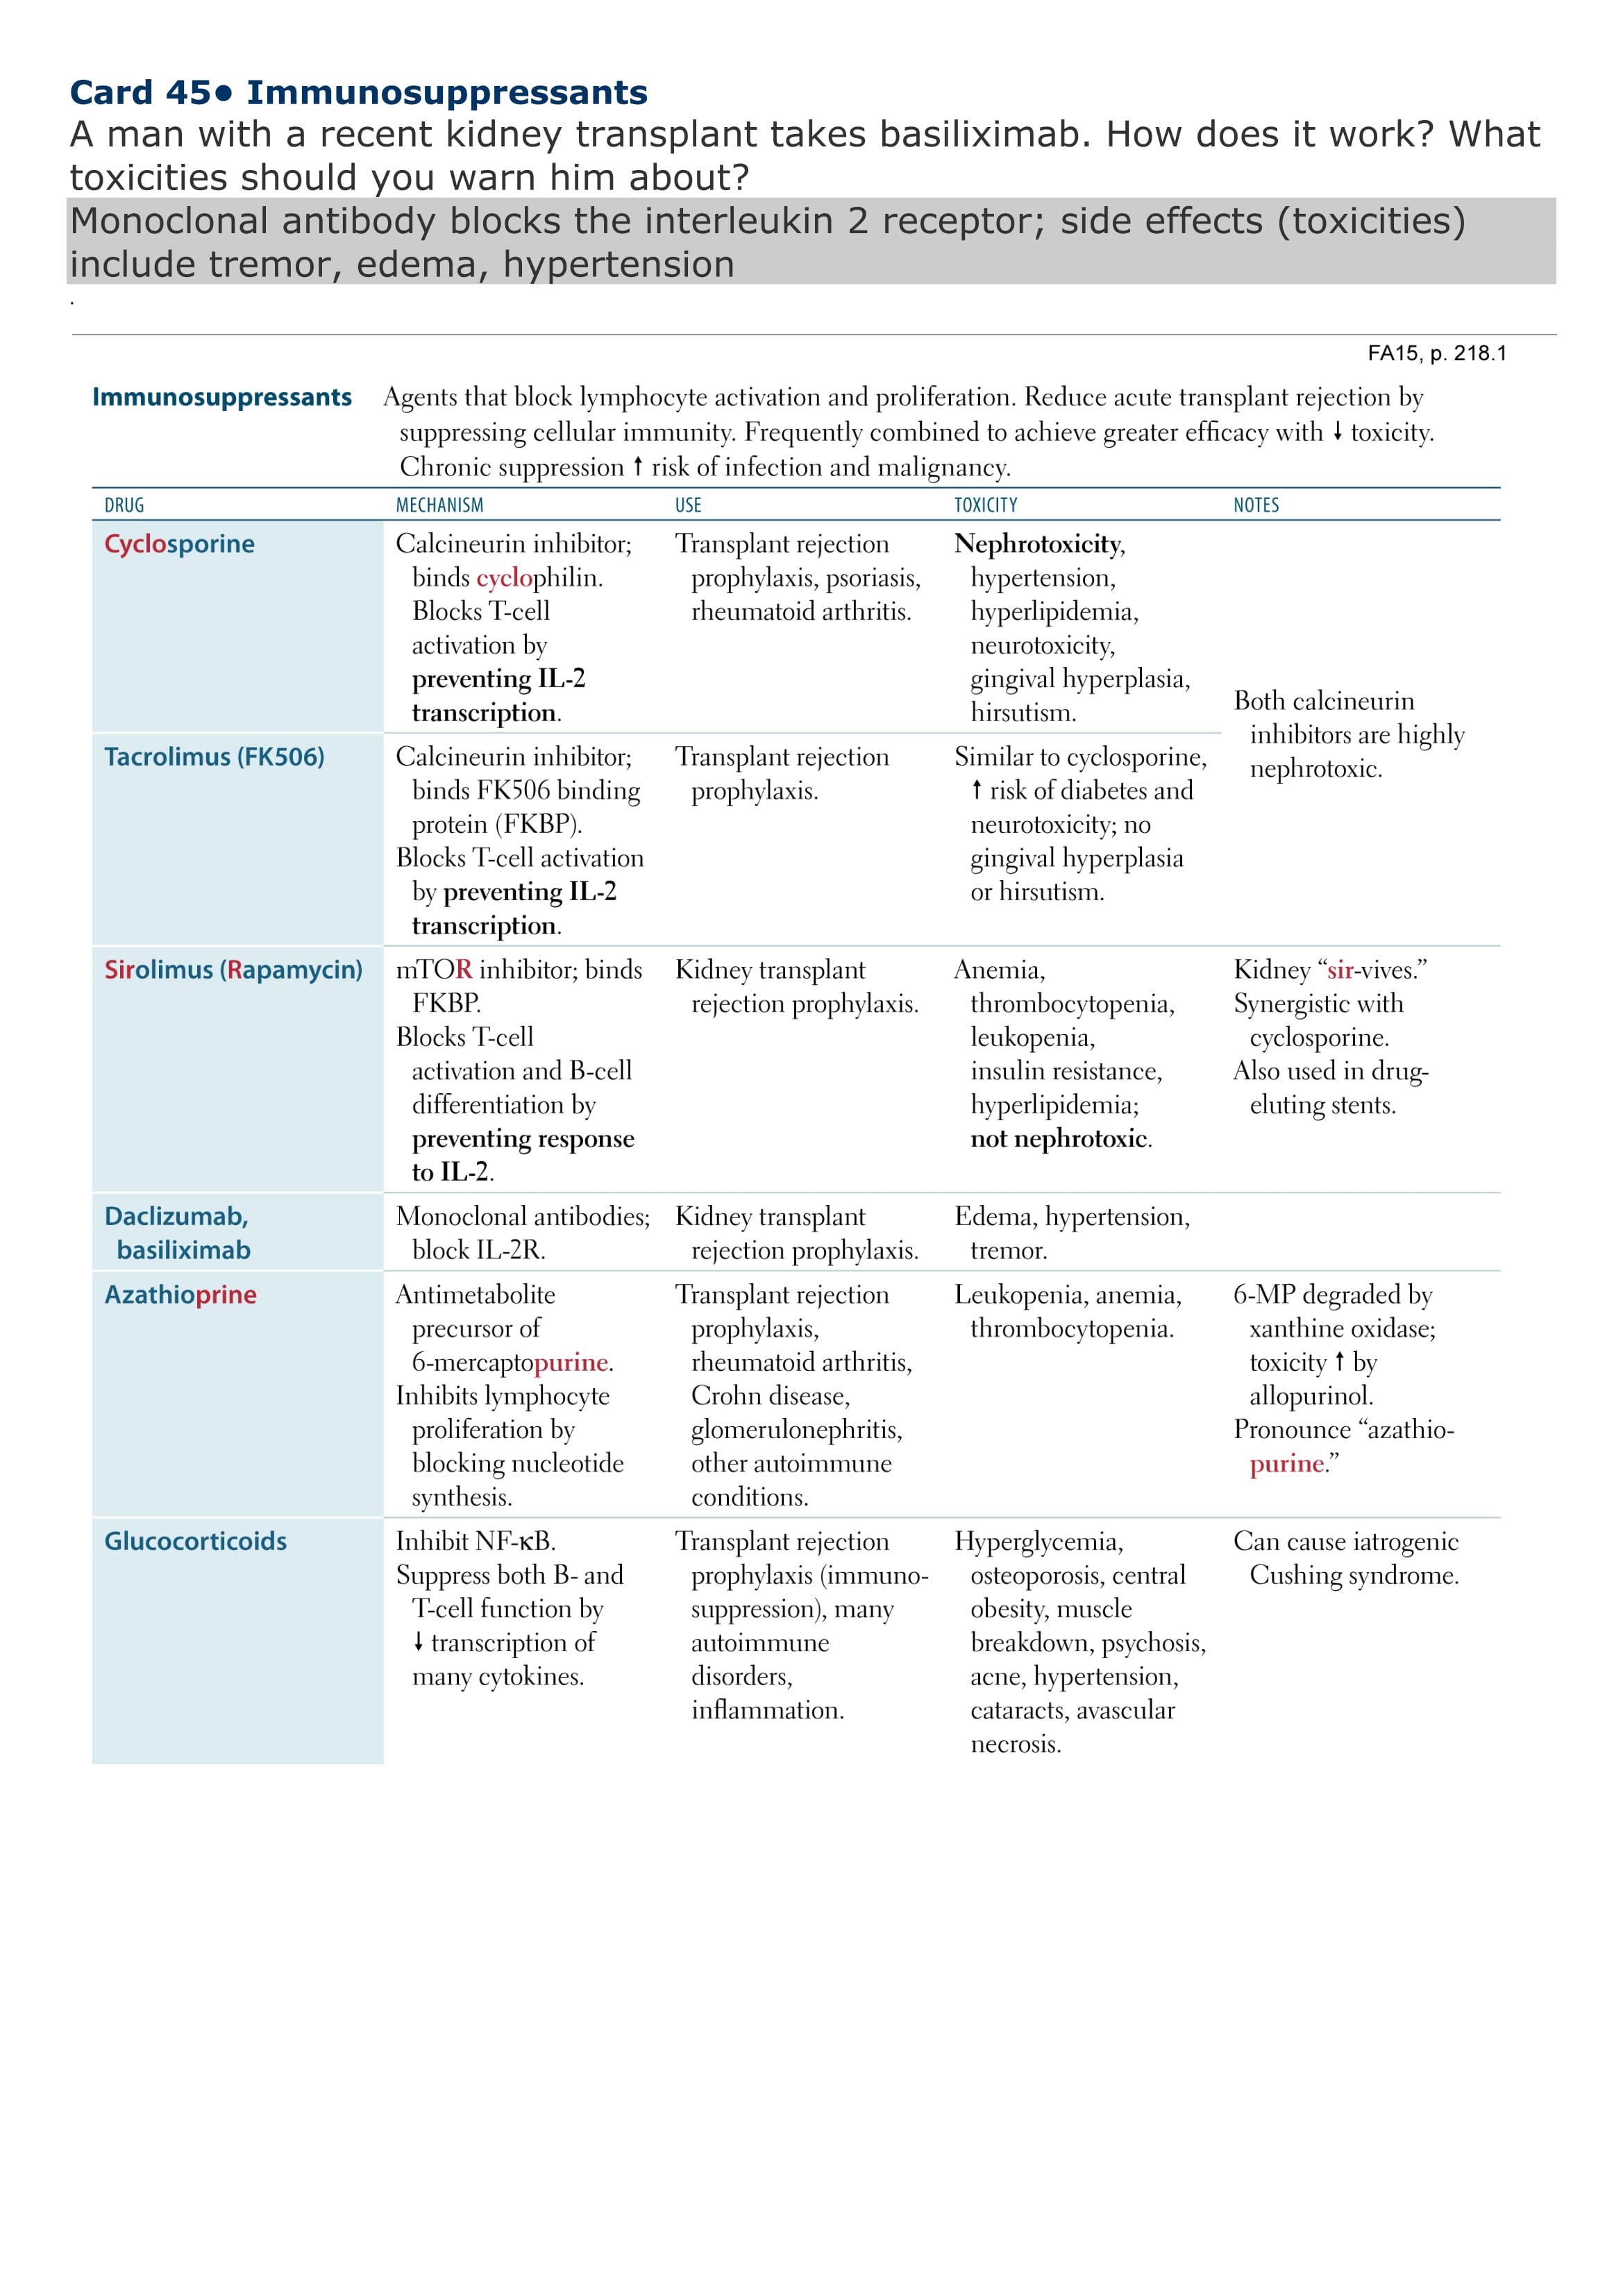 Card 45● Immunosuppressants
A man with a recent kidney transplant takes basiliximab. How does it work? What
toxicities should you warn him about?
Monoclonal antibody blocks the interleukin 2 receptor; side effects (toxicities)
include tremor, edema, hypertension
.
FA15, p. 218.1
Immunosuppressants
Agents that block lymphocyte activation and proliferation. Reduce acute transplant rejection by
suppressing cellular immunity. Frequently combined to achieve greater efficacy with ↓ toxicity.
Chronic suppression ↑ risk of infection and malignancy.
DRUG
MECHANISM
USE
TOXICITY
NOTES
Cyclosporine
Calcineurin inhibitor;
binds cyclophilin.
Blocks T-cell
activation by
preventing IL-2
transcription.
Transplant rejection
prophylaxis, psoriasis,
rheumatoid arthritis.
Nephrotoxicity,
hypertension,
hyperlipidemia,
neurotoxicity,
gingival hyperplasia,
hirsutism.
Both calcineurin
inhibitors are highly
nephrotoxic.
Tacrolimus (FK506)
Calcineurin inhibitor;
binds FK506 binding
protein (FKBP).
Blocks T-cell activation
by preventing IL-2
transcription.
Transplant rejection
prophylaxis.
Similar to cyclosporine,
↑ risk of diabetes and
neurotoxicity; no
gingival hyperplasia
or hirsutism.
Sirolimus (Rapamycin)
mTOR inhibitor; binds
FKBP.
Blocks T-cell
activation and B-cell
differentiation by
preventing response
to IL-2.
Kidney transplant
rejection prophylaxis.
Anemia,
thrombocytopenia,
leukopenia,
insulin resistance,
hyperlipidemia;
not nephrotoxic.
Kidney “sir-vives.”
Synergistic with
cyclosporine.
Also used in drug-
eluting stents.
Daclizumab,
basiliximab
Monoclonal antibodies;
block IL-2R.
Kidney transplant
rejection prophylaxis.
Edema, hypertension,
tremor.
Azathioprine
Antimetabolite
precursor of
6-mercaptopurine.
Inhibits lymphocyte
proliferation by
blocking nucleotide
synthesis.
Transplant rejection
prophylaxis,
rheumatoid arthritis,
Crohn disease,
glomerulonephritis,
other autoimmune
conditions.
Leukopenia, anemia,
thrombocytopenia.
6-MP degraded by
xanthine oxidase;
toxicity ↑ by
allopurinol.
Pronounce “azathio-
purine.”
Glucocorticoids
Inhibit NF-κB.
Suppress both B- and
T-cell function by
↓ transcription of
many cytokines.
Transplant rejection
prophylaxis (immuno-
suppression), many
autoimmune
disorders,
inflammation.
Hyperglycemia,
osteoporosis, central
obesity, muscle
breakdown, psychosis,
acne, hypertension,
cataracts, avascular
necrosis.
Can cause iatrogenic
Cushing syndrome.